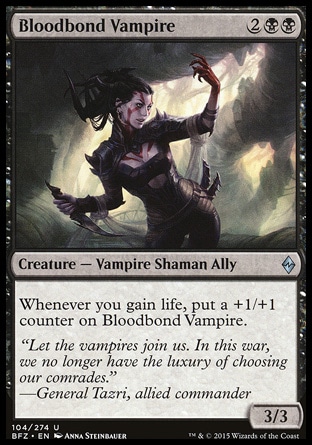 Bloodbond Vampire 2
Creature — Vampire Shaman Ally
Whenever you gain life, put a +1/+1
counter on Bloodbond Vampire.
“Let the vampires join us. In this war,
we no longer have the luxury of choosing
our comrades.”
—General Tazri, allied commander
3/3
104/274 U
BFZ • EN Anna Steinbauer
™ & © 2015 Wizards of the Coast